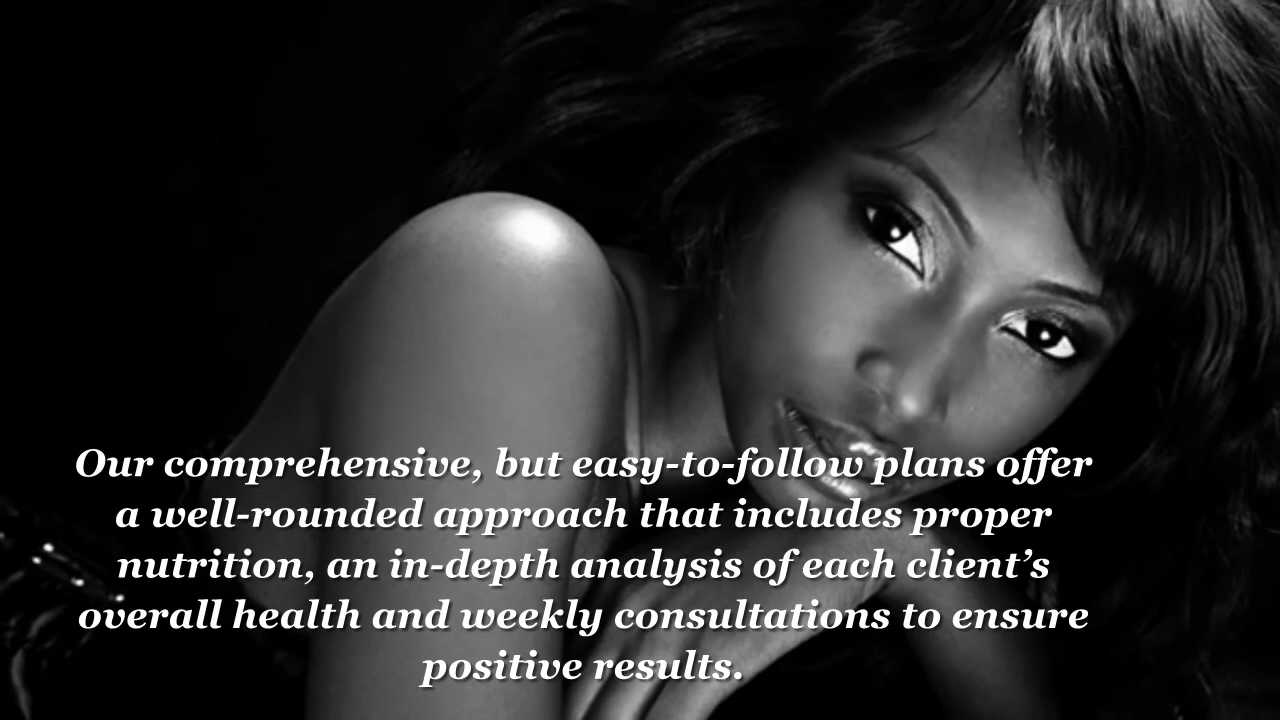 Our comprehensive, but easy-to-follow plans offer
a well-rounded approach that includes proper
nutrition, an in-depth analysis of each client’s
overall health and weekly consultations to ensure
positive results.